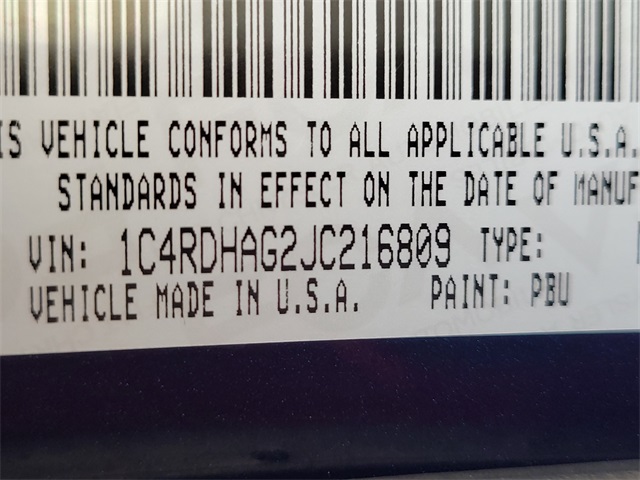 IS VEHICLE CONFORMS TO ALL APPLICABLE U.S.A.
STANDARDS IN EFFECT ON THE DATE OF MANUF
VIN: 1C4RDHAG2JC216809 TYPE:
VEHICLE MADE IN U.S.A. PAINT: PBU